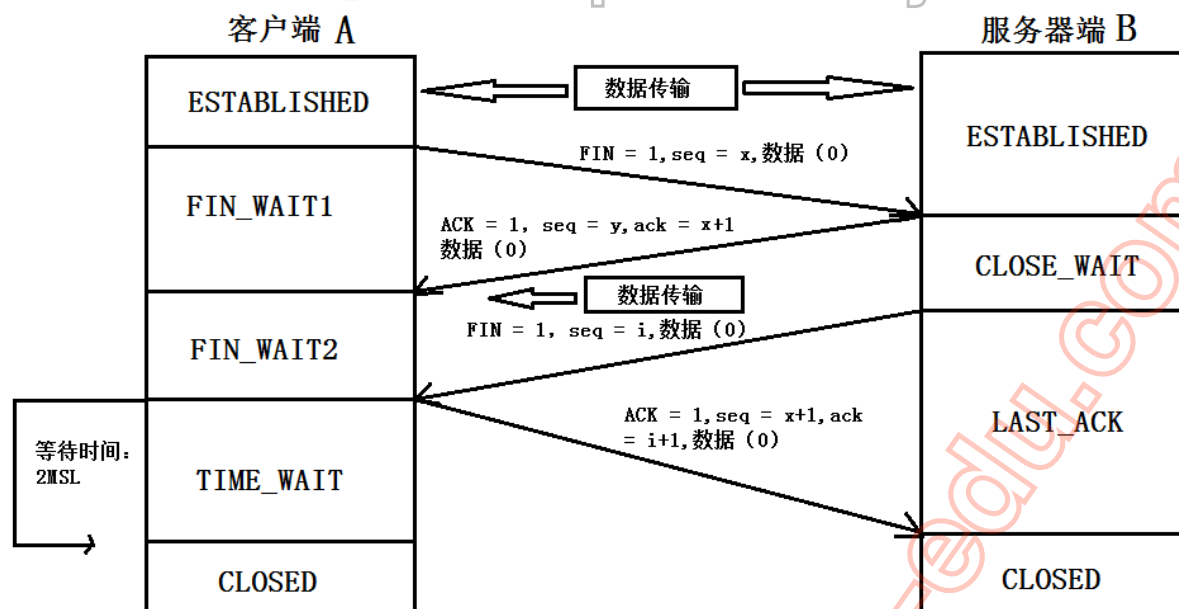 客户端 A
服务器端 B
ESTABLISHED
数据传输
ESTABLISHED
FIN = 1,seq = x,数据 (0)
FIN_WAIT1
ACK = 1, seq = y,ack = x+1
数据 (0)
CLOSE_WAIT
数据传输
FIN = 1, seq = i,数据 (0)
FIN_WAIT2
ACK = 1,seq = x+1,ack
= i+1,数据 (0)
LAST_ACK
等待时间:
2MSL
TIME_WAIT
CLOSED
CLOSED
edu.com